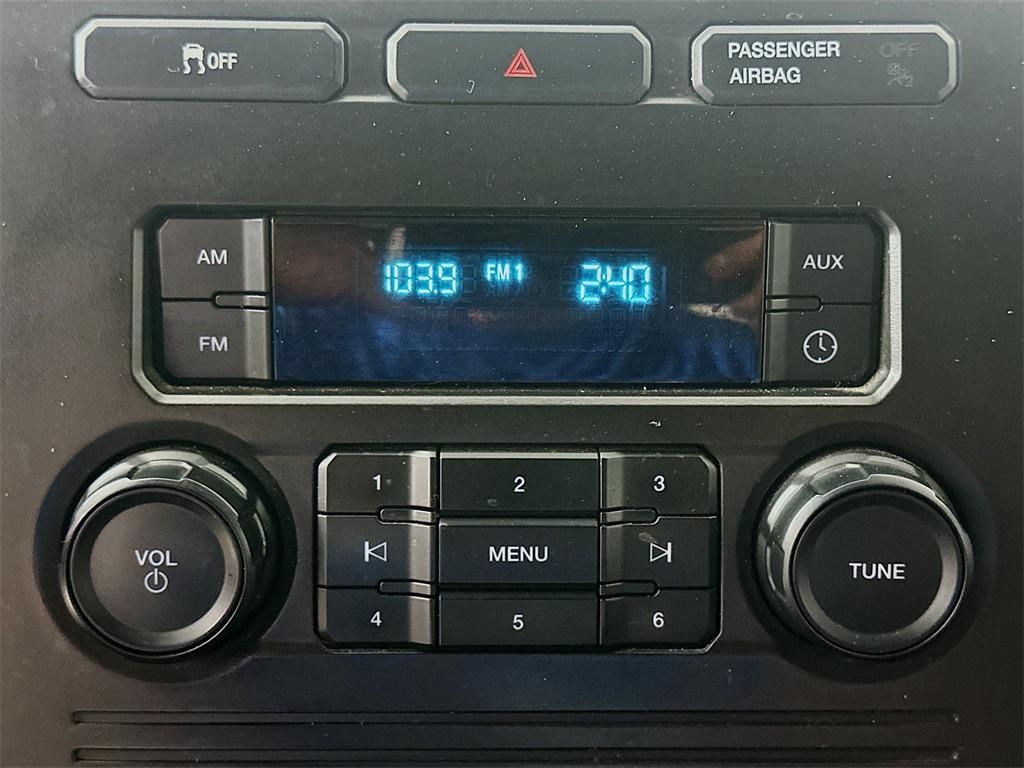 OFF
PASSENGER OFF
AIRBAG
AM
103.9 FM1 2:40
AUX
FM
1 2 3
VOL
MENU
TUNE
4 5 6